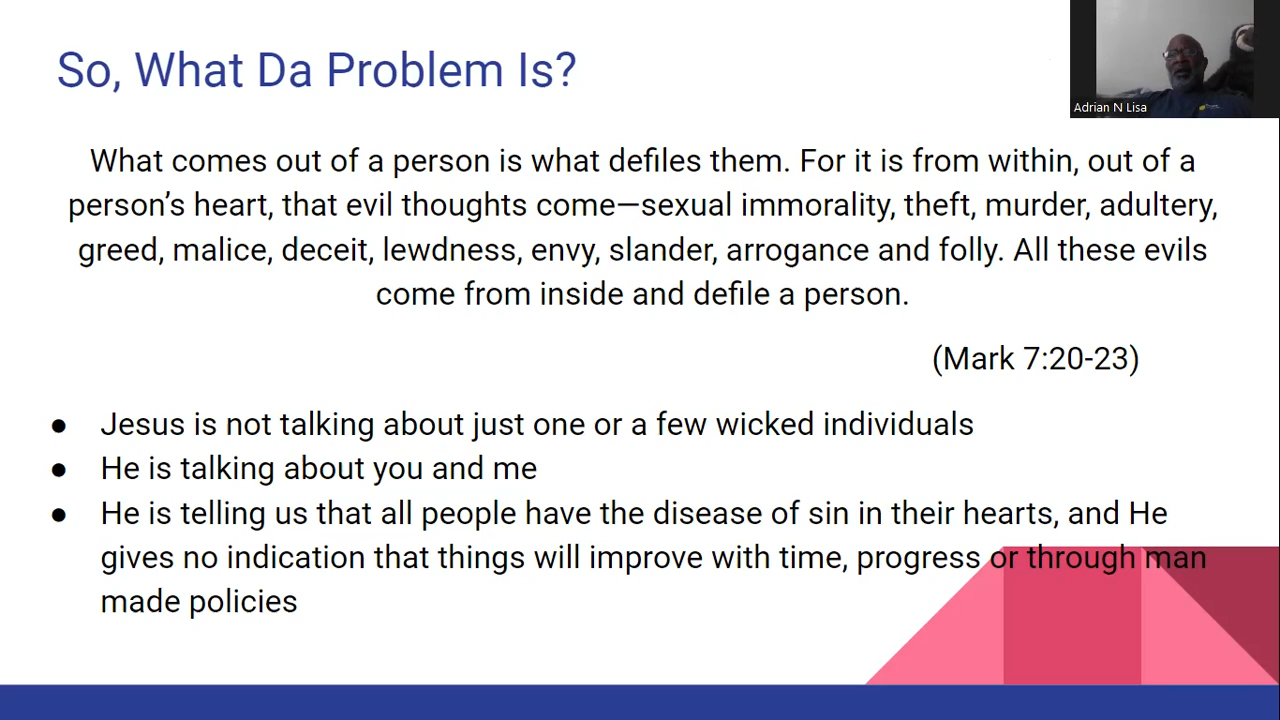 So, What Da Problem Is?
Adrian N Lisa
What comes out of a person is what defiles them. For it is from within, out of a
person’s heart, that evil thoughts come—sexual immorality, theft, murder, adultery,
greed, malice, deceit, lewdness, envy, slander, arrogance and folly. All these evils
come from inside and defile a person.
(Mark 7:20-23)
● Jesus is not talking about just one or a few wicked individuals
● He is talking about you and me
● He is telling us that all people have the disease of sin in their hearts, and He
gives no indication that things will improve with time, progress or through man
made policies